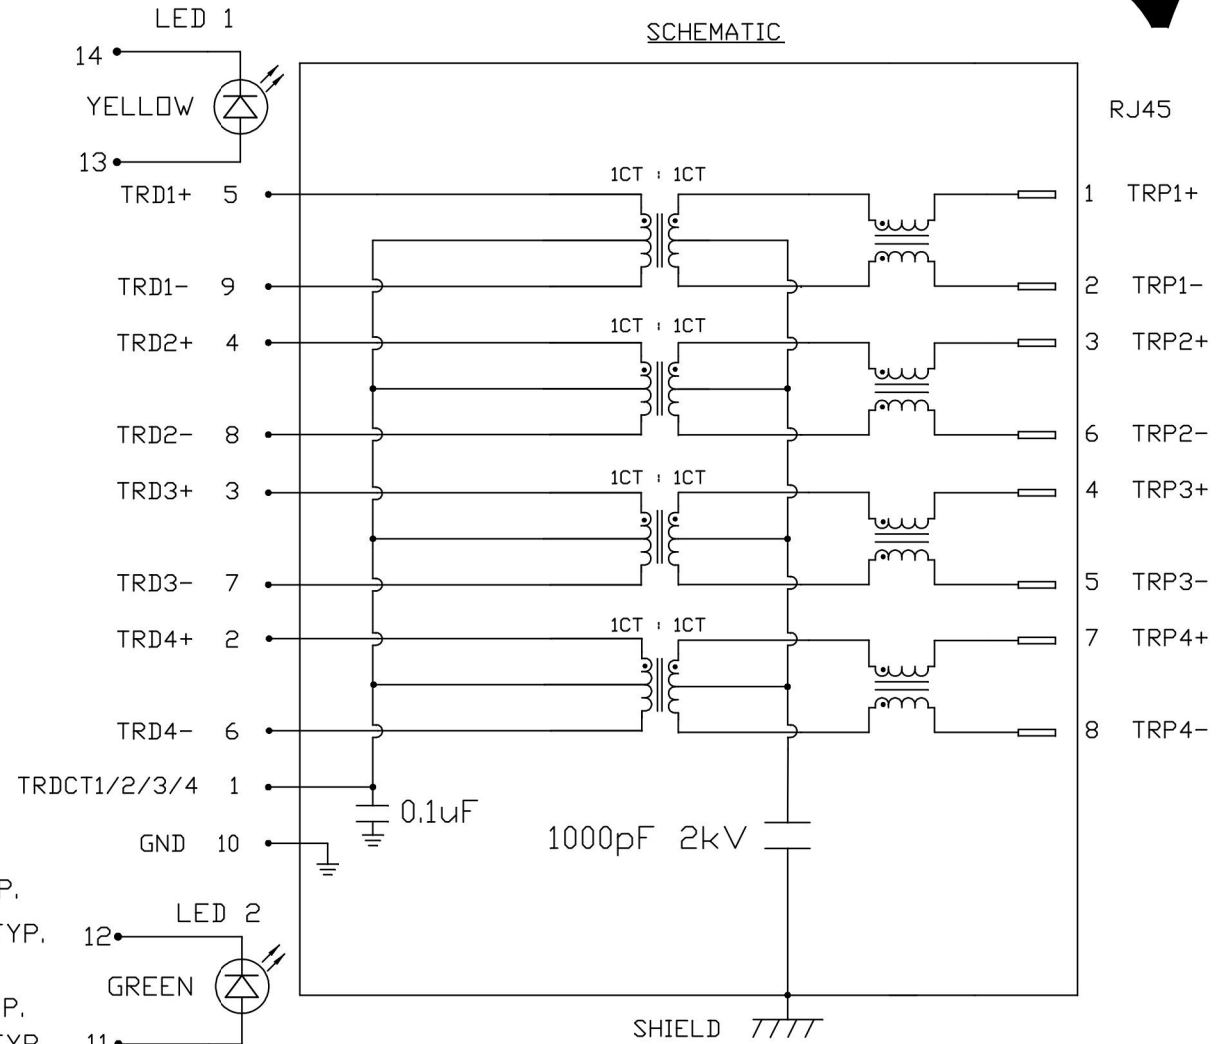 LED 1
SCHEMATIC
14
YELLOW
RJ45
13
1CT : 1CT
TRD1+ 5
1 TRP1+
TRD1- 9
2 TRP1-
1CT : 1CT
TRD2+ 4
3 TRP2+
TRD2- 8
6 TRP2-
1CT : 1CT
TRD3+ 3
4 TRP3+
TRD3- 7
5 TRP3-
1CT : 1CT
TRD4+ 2
7 TRP4+
TRD4- 6
8 TRP4-
TRDCT1/2/3/4 1
0.1uF
1000pF 2kV
GND 10
P.
LED 2
TYP.
12
GREEN
P.
SHIELD
TYP.
11